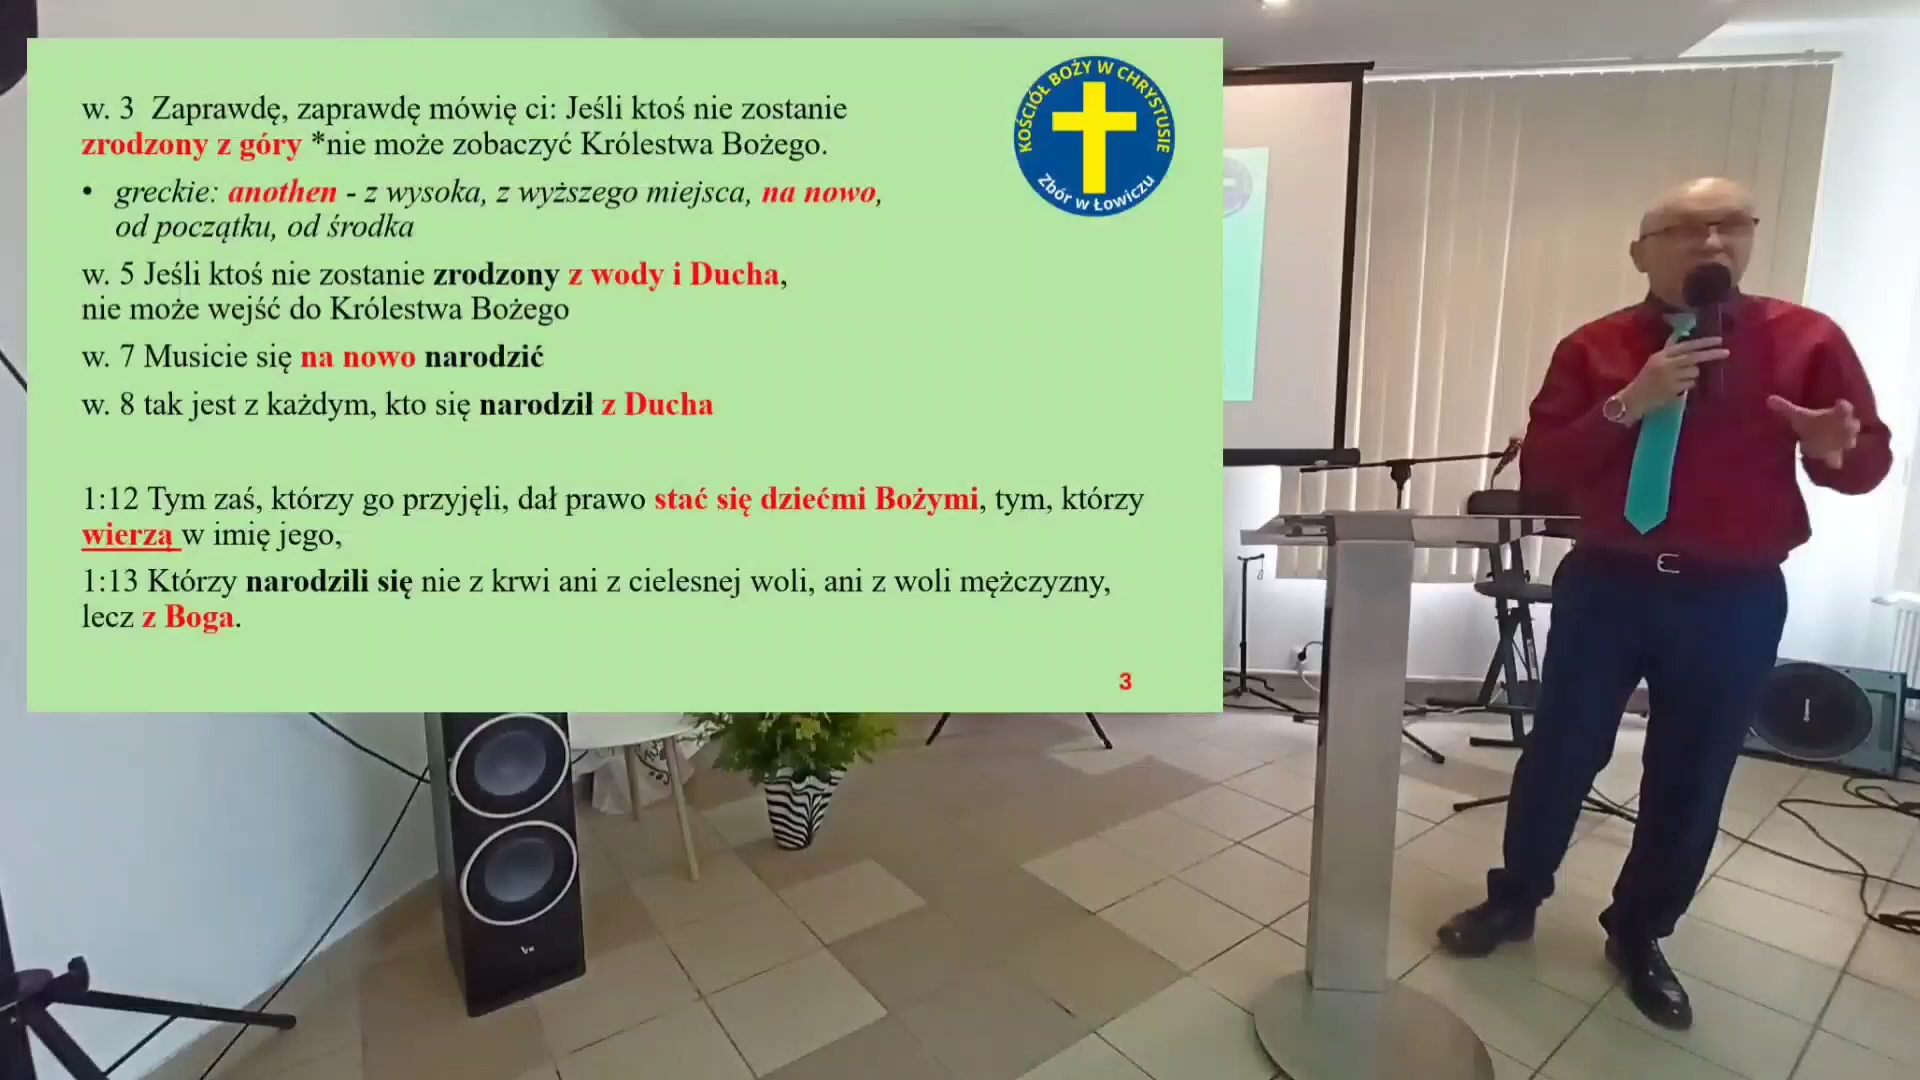 w. 3  Zaprawdę, zaprawdę mówię ci: Jeśli ktoś nie zostanie
zrodzony z góry *nie może zobaczyć Królestwa Bożego.
• greckie: anothen - z wysoka, z wyższego miejsca, na nowo,
od początku, od środka
w. 5 Jeśli ktoś nie zostanie zrodzony z wody i Ducha,
nie może wejść do Królestwa Bożego
w. 7 Musicie się na nowo narodzić
w. 8 tak jest z każdym, kto się narodził z Ducha
1:12 Tym zaś, którzy go przyjęli, dał prawo stać się dziećmi Bożymi, tym, którzy
wierzą w imię jego,
1:13 Którzy narodzili się nie z krwi ani z cielesnej woli, ani z woli mężczyzny,
lecz z Boga.
3
KOŚCIÓŁ BOŻY W CHRYSTUSIE
Zbór w Łowiczu